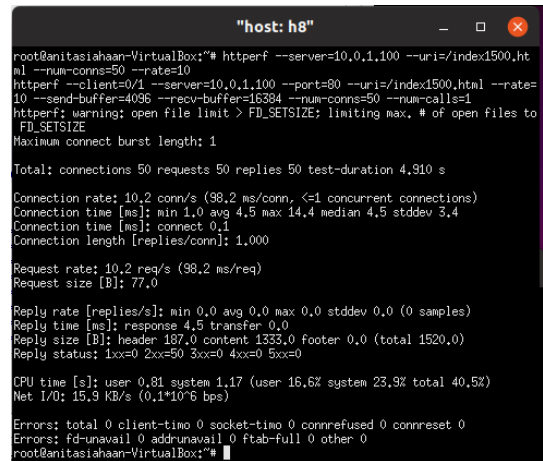 "host: h8"
root@anitasiahaan-VirtualBox:~# httperf --server=10.0.1.100 --uri=/index1500.ht
ml --num-conns=50 --rate=10
httperf --client=0/1 --server=10.0.1.100 --port=80 --uri=/index1500.html --rate=
10 --send-buffer=4096 --recv-buffer=16384 --num-conns=50 --num-calls=1
httperf: warning: open file limit > FD_SETSIZE; limiting max. # of open files to
FD_SETSIZE
Maximum connect burst length: 1
Total: connections 50 requests 50 replies 50 test-duration 4.910 s
Connection rate: 10.2 conn/s (98.2 ms/conn, <=1 concurrent connections)
Connection time [ms]: min 1.0 avg 4.5 max 14.4 median 4.5 stddev 3.4
Connection time [ms]: connect 0.1
Connection length [replies/conn]: 1.000
Request rate: 10.2 req/s (98.2 ms/req)
Request size [B]: 77.0
Reply rate [replies/s]: min 0.0 avg 0.0 max 0.0 stddev 0.0 (0 samples)
Reply time [ms]: response 4.5 transfer 0.0
Reply size [B]: header 187.0 content 1333.0 footer 0.0 (total 1520.0)
Reply status: 1xx=0 2xx=50 3xx=0 4xx=0 5xx=0
CPU time [s]: user 0.81 system 1.17 (user 16.6% system 23.9% total 40.5%)
Net I/O: 15.9 KB/s (0.1*10^6 bps)
Errors: total 0 client-timo 0 socket-timo 0 connrefused 0 connreset 0
Errors: fd-unavail 0 addrunavail 0 ftab-full 0 other 0
root@anitasiahaan-VirtualBox:~#